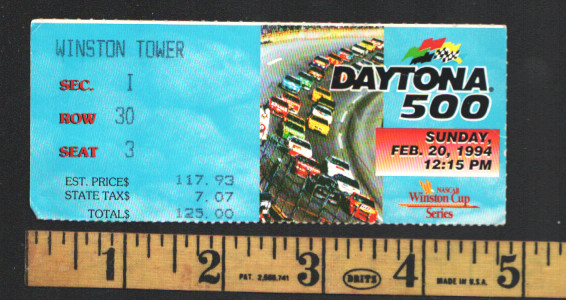 WINSTON TOWER
SEC. I
ROW 30
SEAT 3
EST. PRICE$ 117.93
STATE TAX$ 7.07
TOTAL$ 125.00
DAYTONA
500
SUNDAY,
FEB. 20, 1994
12:15 PM
NASCAR
Winston Cup
Series
1 2 3 4 5
PAT. 2,686,741 BRITS MADE IN U.S.A.